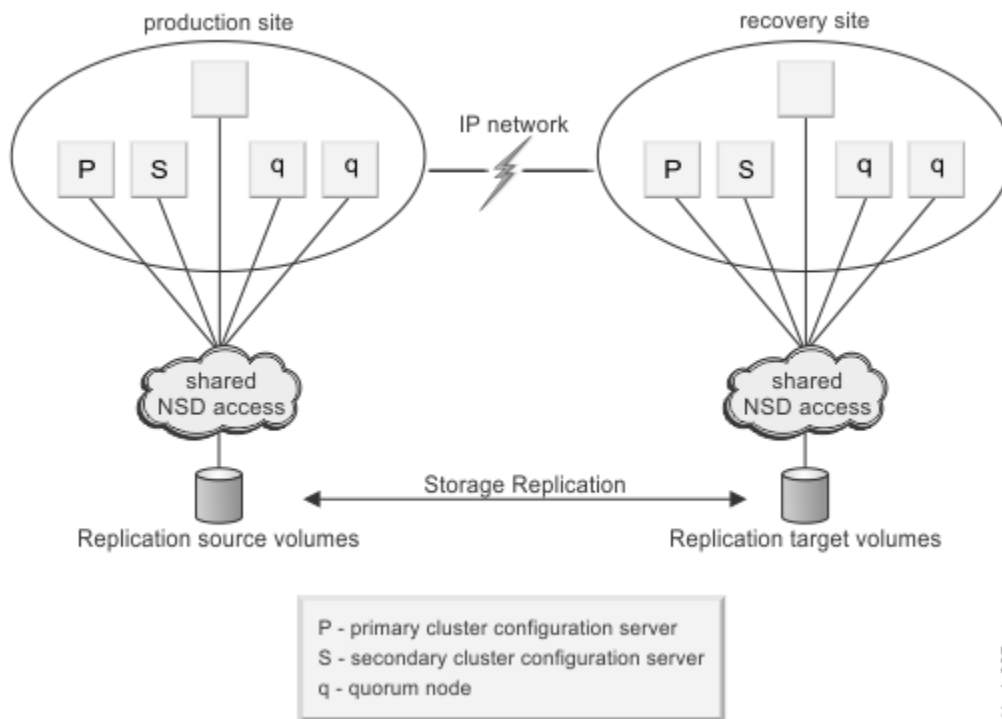 production site
recovery site
IP network
P
S
q
q
P
S
q
q
shared
NSD access
shared
NSD access
Storage Replication
Replication source volumes
Replication target volumes
P - primary cluster configuration server
S - secondary cluster configuration server
q - quorum node